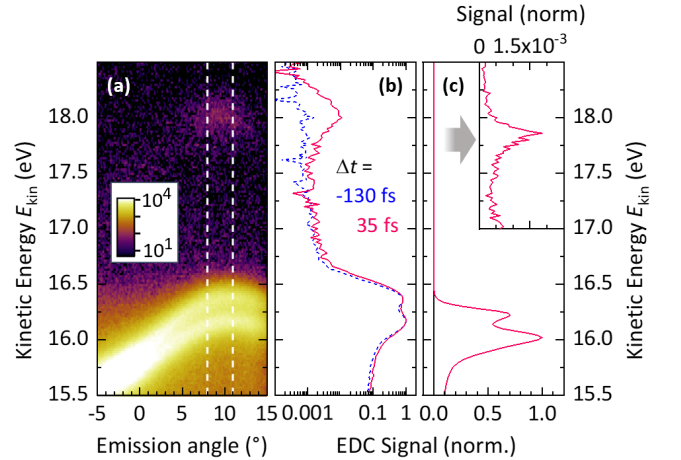 Signal (norm)
0 1.5x10⁻³
(a)
(b)
(c)
18.0
17.5
17.0
16.5
16.0
15.5
Kinetic Energy Eₖᵢₙ (eV)
10⁴
10¹
Δt =
-130 fs
35 fs
18.0
17.5
17.0
16.5
16.0
15.5
Kinetic Energy Eₖᵢₙ (eV)
-5 0 5 10 15
0.001 0.1 1
0.0 0.5 1.0
Emission angle (°)
EDC Signal (norm.)